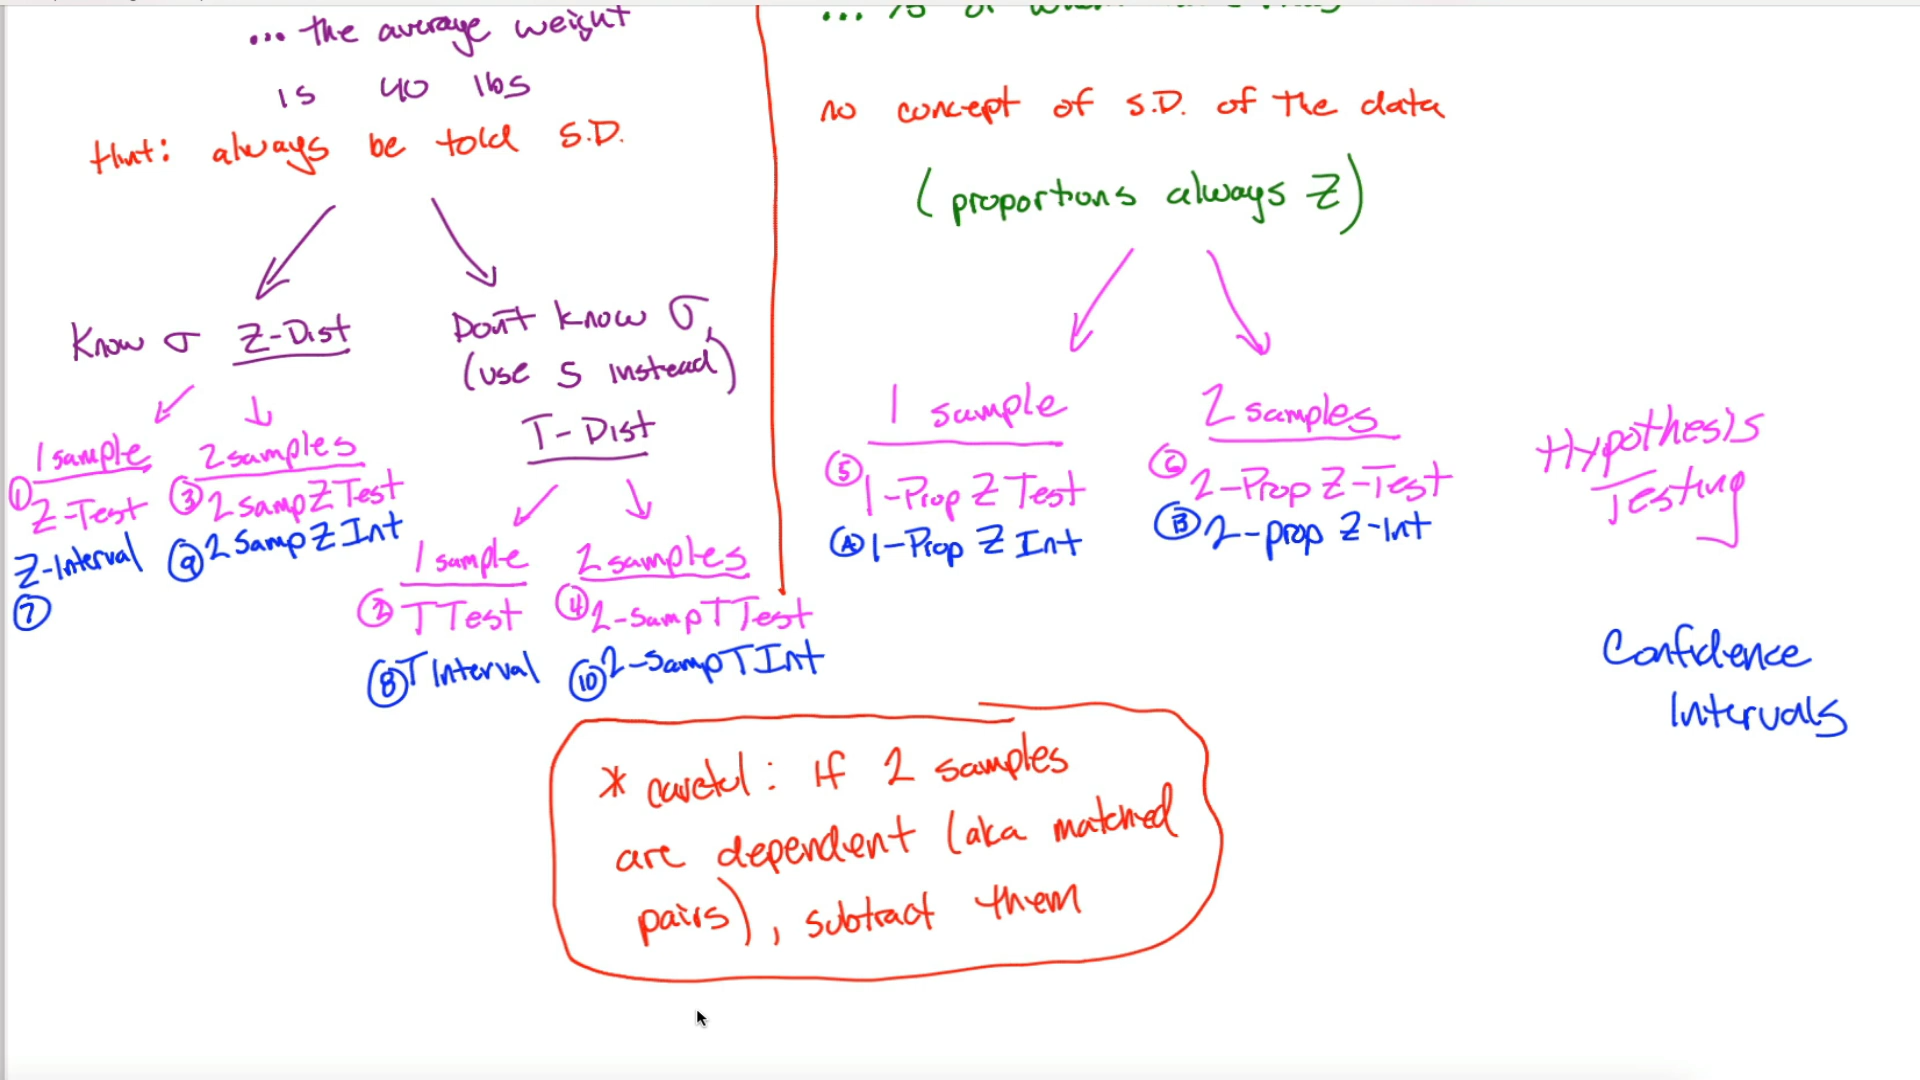 ... the average weight
is 40 lbs
Hint: always be told S.D.
Know σ Z-Dist
Don't know σ,
(use S instead)
T-Dist
1 sample
① Z-Test
Z-Interval
⑦
2 samples
③ 2 Samp Z Test
⑨ 2 Samp Z Int
1 sample
② T Test
⑧ T Interval
2 samples
④ 2-Samp T Test
⑩ 2-Samp T Int
no concept of S.D. of the data
(proportions always Z)
1 sample
⑤ 1-Prop Z Test
Ⓐ 1-Prop Z Int
2 samples
⑥ 2-Prop Z-Test
Ⓑ 2-prop Z-Int
Hypothesis
Testing
Confidence
Intervals
* careful: if 2 samples
are dependent (aka matched
pairs), subtract them